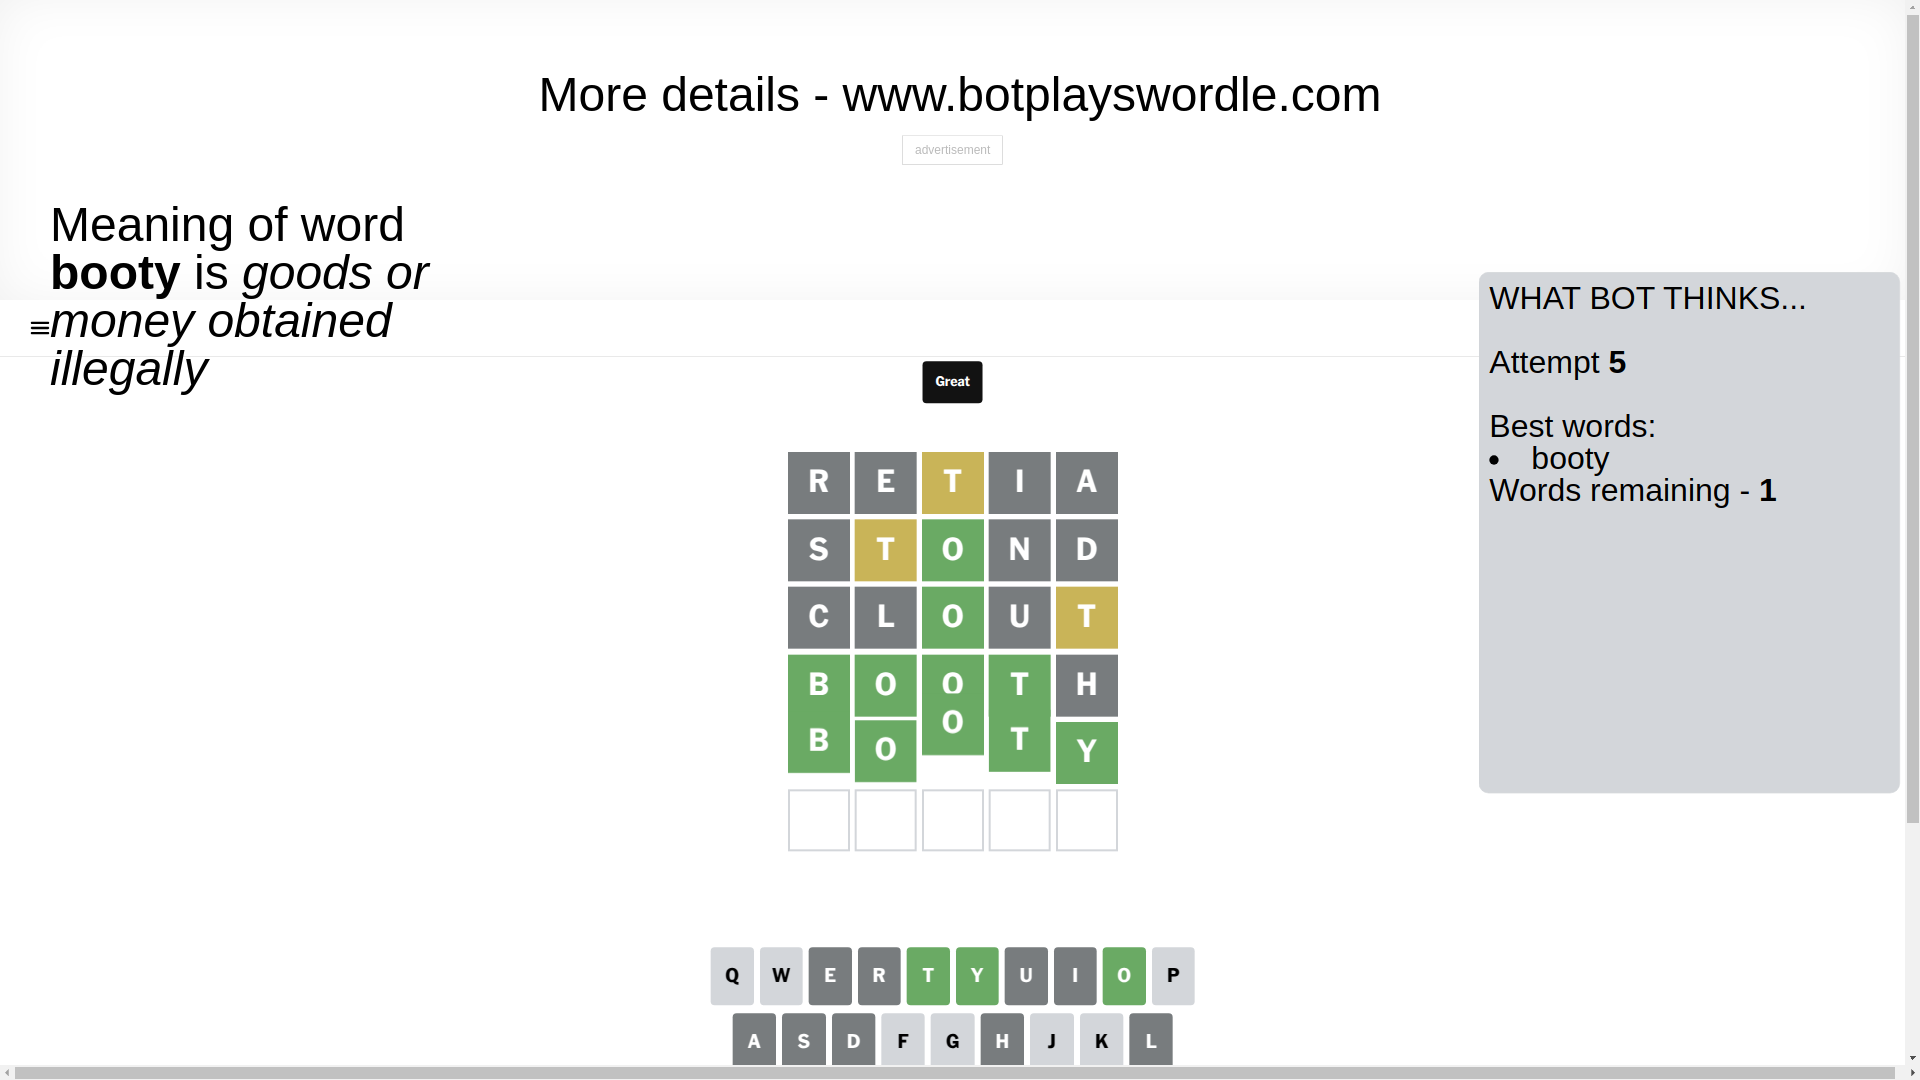 More details - www.botplayswordle.com
advertisement
Meaning of word
booty is goods or
money obtained
illegally
WHAT BOT THINKS...
Attempt 5
Best words:
• booty
Words remaining - 1
Great
R E T I A
S T O N D
C L O U T
B O O T H
B O O T Y
Q W E R T Y U I O P
A S D F G H J K L